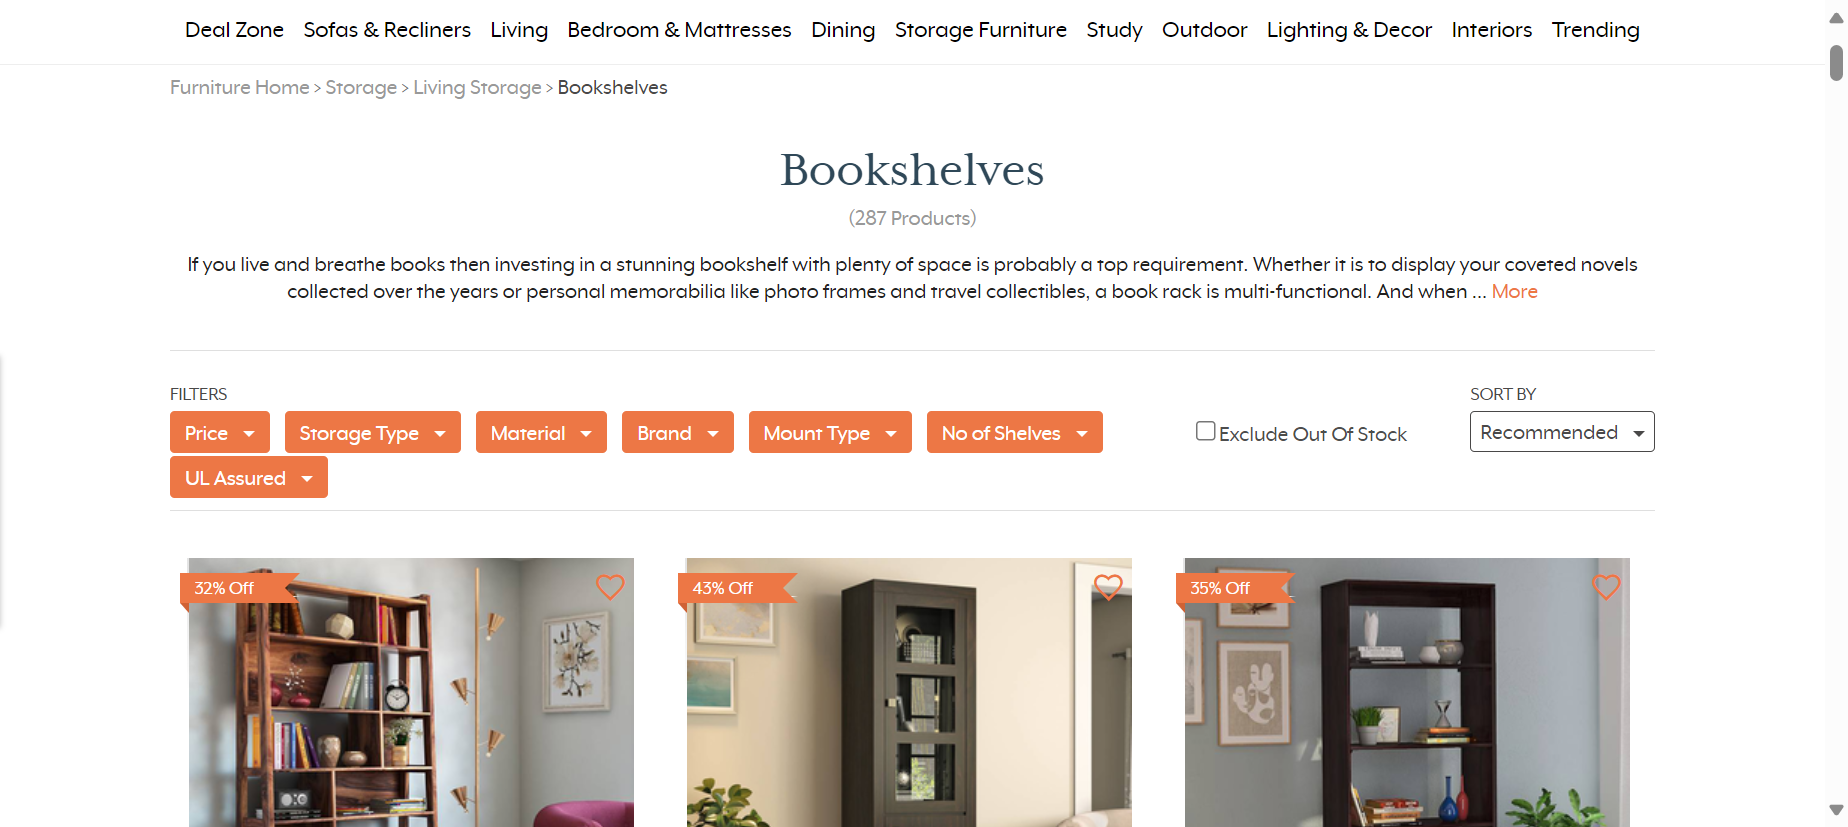 Deal Zone Sofas & Recliners Living Bedroom & Mattresses Dining Storage Furniture Study Outdoor Lighting & Decor Interiors Trending
Furniture Home > Storage > Living Storage > Bookshelves
Bookshelves
(287 Products)
If you live and breathe books then investing in a stunning bookshelf with plenty of space is probably a top requirement. Whether it is to display your coveted novels
collected over the years or personal memorabilia like photo frames and travel collectibles, a book rack is multi-functional. And when ... More
FILTERS
SORT BY
Price Storage Type Material Brand Mount Type No of Shelves Exclude Out Of Stock Recommended
UL Assured
32% Off 43% Off 35% Off